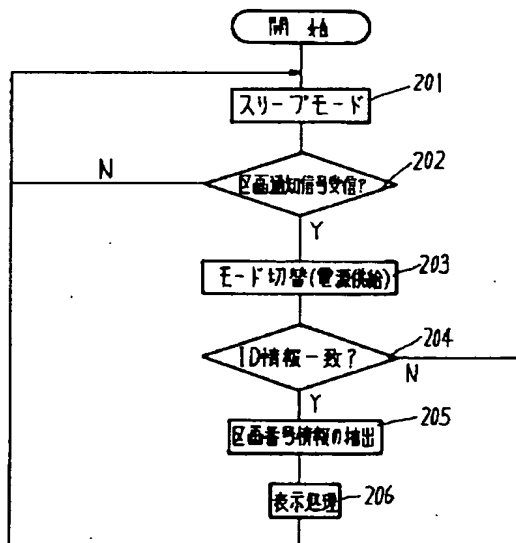 開始
スリープモード
201
区画通知信号受信?
202
N
Y
モード切替(電源供給)
203
ID情報一致?
204
N
Y
区画番号情報の抽出
205
表示処理
206